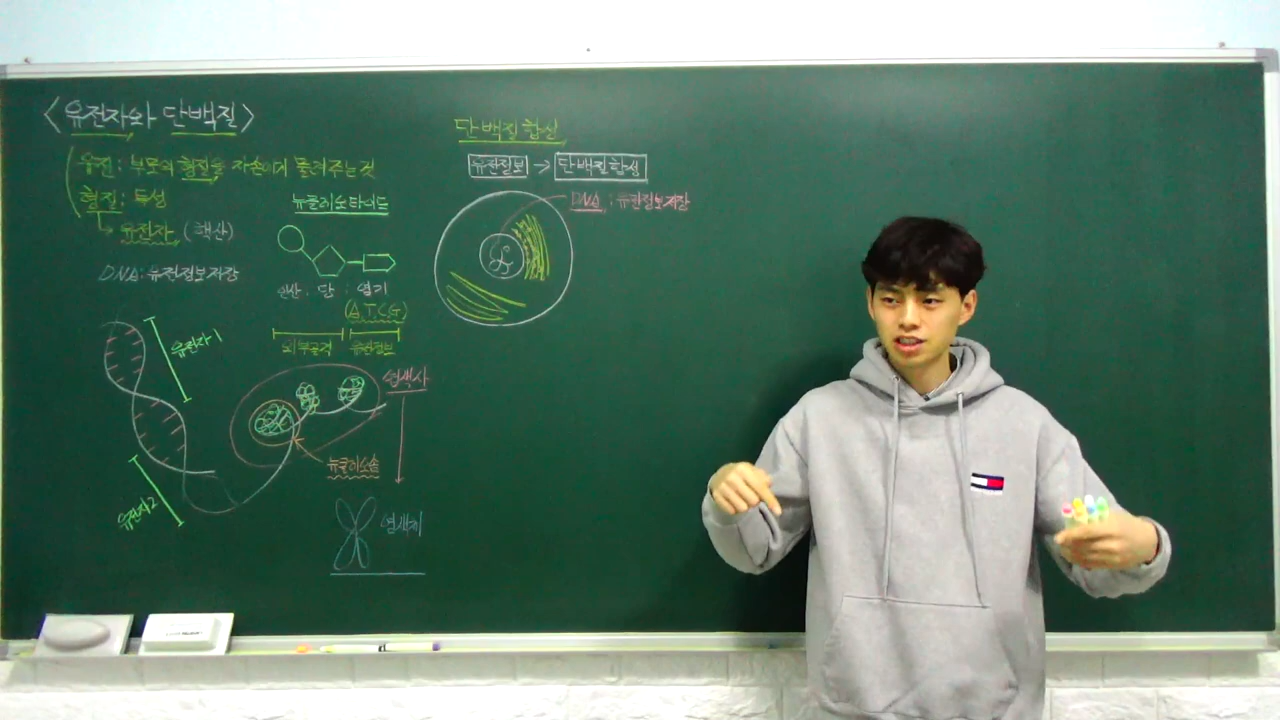 <유전자와 단백질>
유전: 부모의 형질을 자손에게 물려주는 것
형질: 특성
→ 유전자 (핵산)
DNA: 유전정보저장
뉴클레오타이드
인산 : 당 : 염기
(A.T.C.G)
외부골격 유전정보
유전자1
유전자2
염색사
뉴클레오솜
염색체
단백질합성
유전정보 → 단백질합성
DNA : 유전정보저장